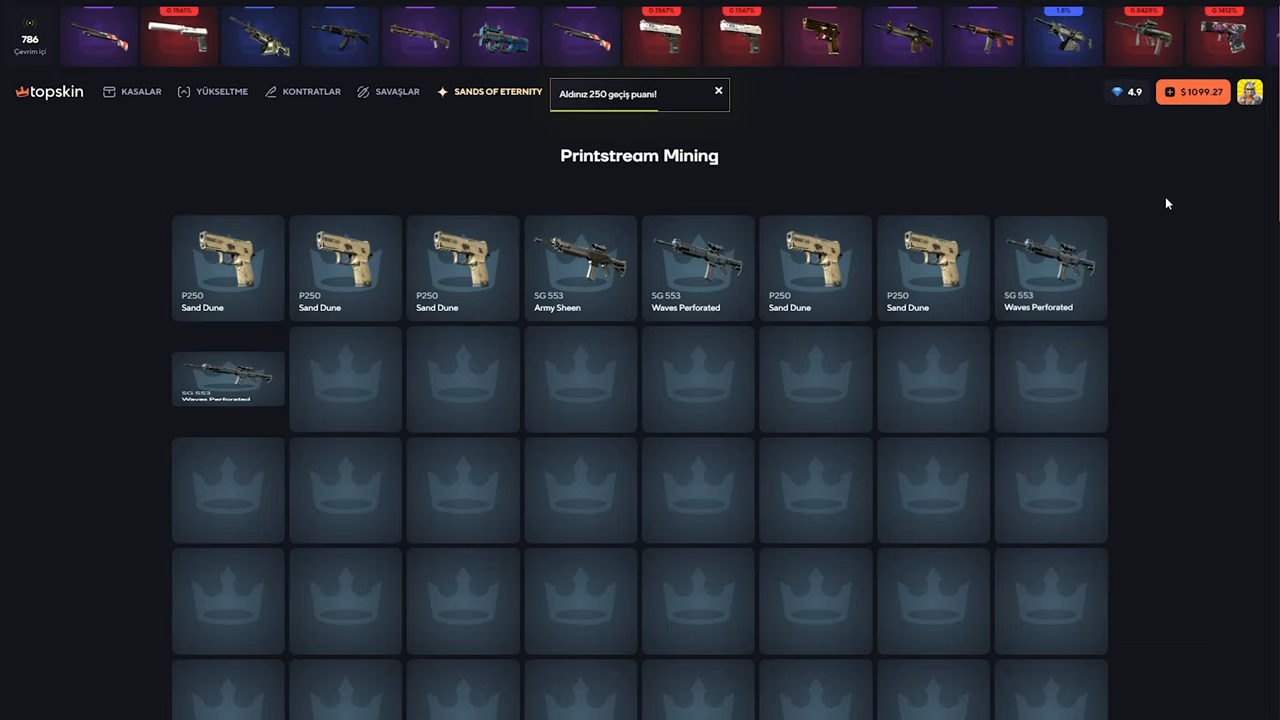 0.1567% 0.1567% 0.1567% 1.8% 0.8428% 0.1412%
786
Çevrim içi
topskin KASALAR YÜKSELTME KONTRATLAR SAVAŞLAR SANDS OF ETERNITY Aldınız 250 geçiş puanı! 4.9 $1099.27
Printstream Mining
P250 P250 P250 SG 553 SG 553 P250 P250 SG 553
Sand Dune Sand Dune Sand Dune Army Sheen Waves Perforated Sand Dune Sand Dune Waves Perforated
SG 553
Waves Perforated